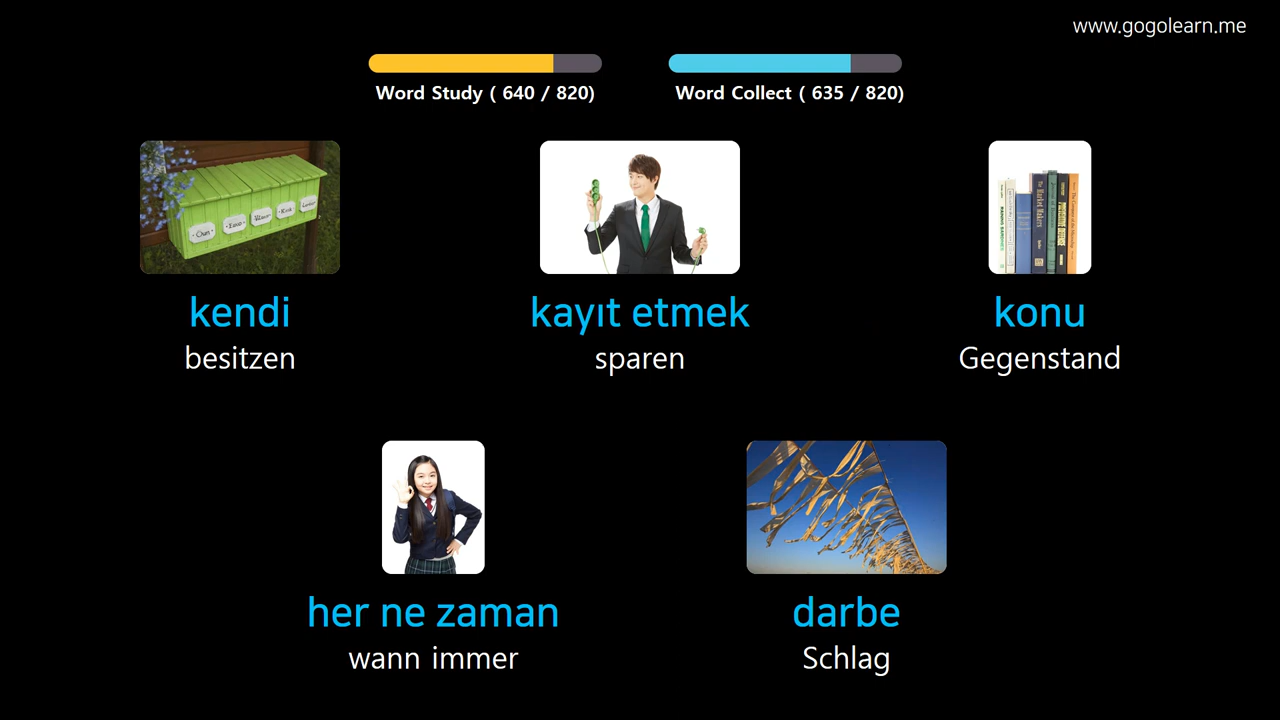 www.gogolearn.me
Word Study ( 640 / 820)
Word Collect ( 635 / 820)
kendi
besitzen
kayıt etmek
sparen
konu
Gegenstand
her ne zaman
wann immer
darbe
Schlag